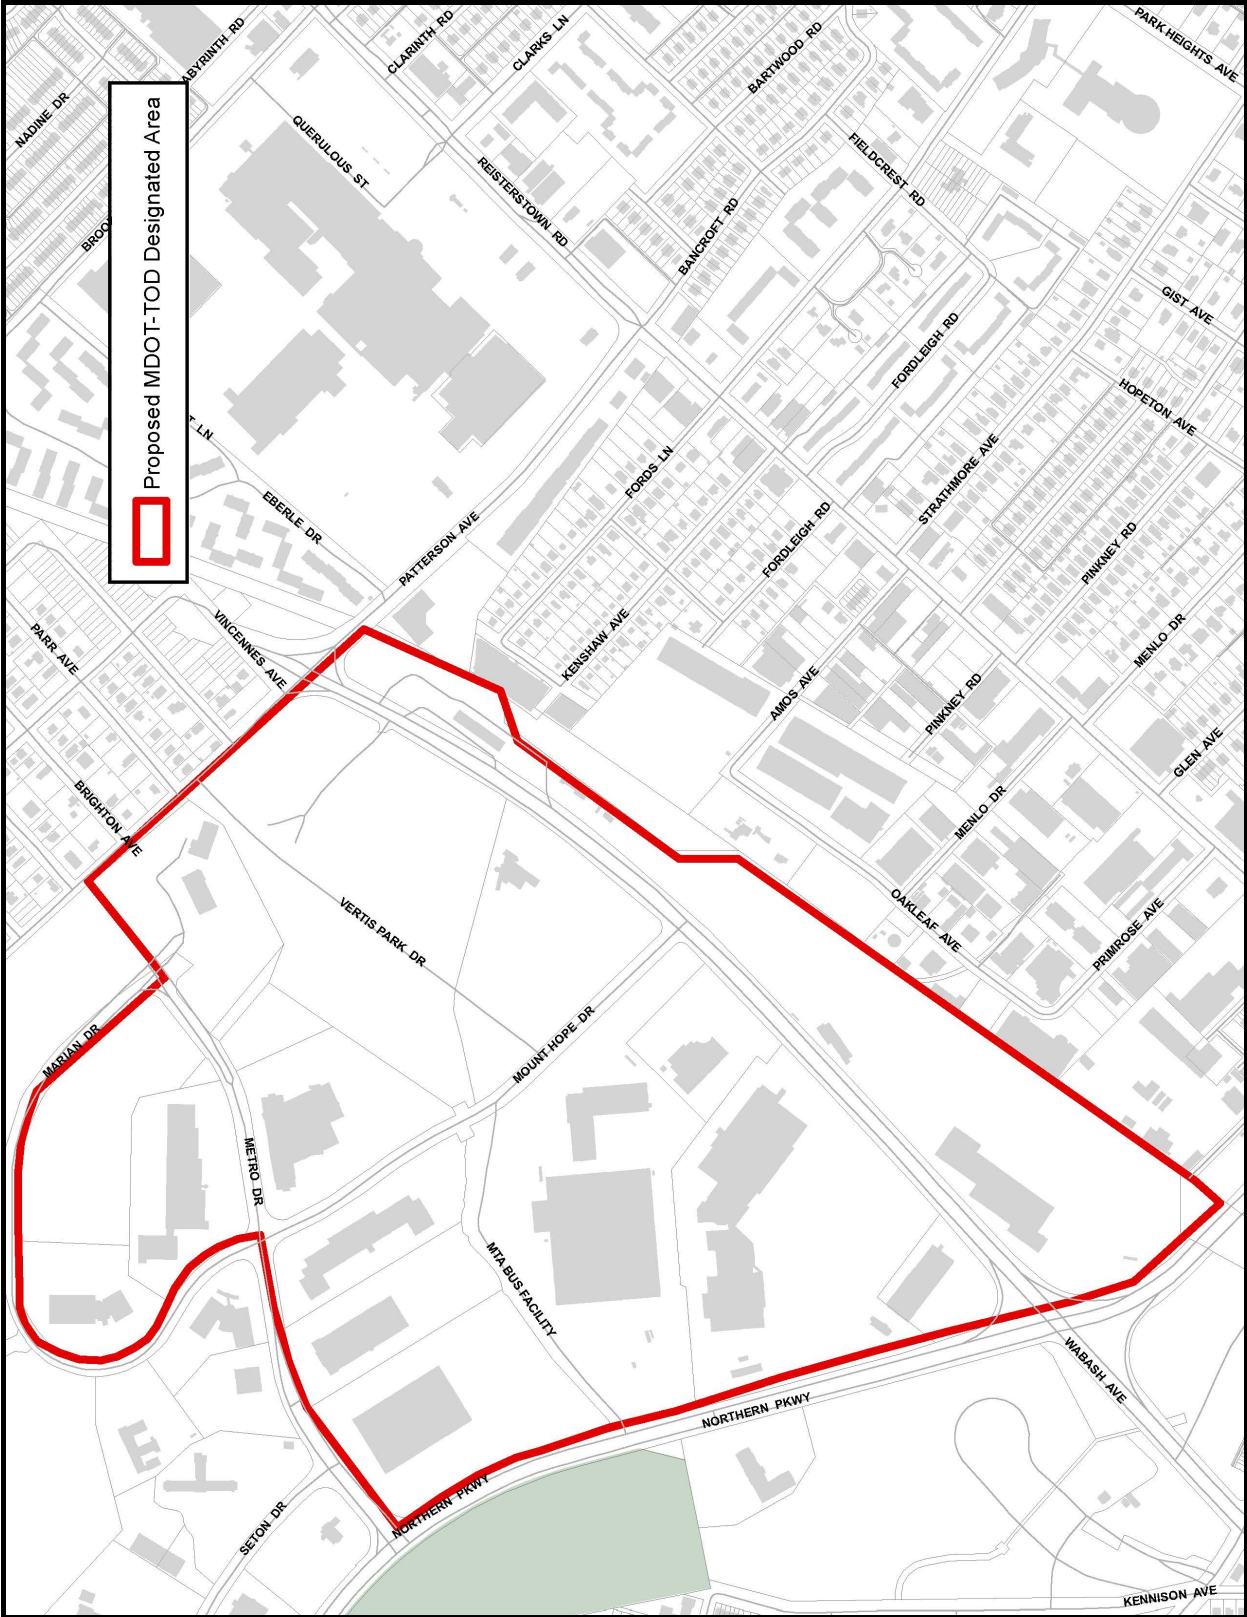 Proposed MDOT-TOD Designated Area
NADINE DR
CLARINTH RD
CLARKS LN
BARTWOOD RD
PARK HEIGHTS AVE
QUERULOUS ST
REISTERSTOWN RD
FIELDCREST RD
BANCROFT RD
GIST AVE
FORDLEIGH RD
HOPETON AVE
LN
EBERLE DR
FORDS LN
STRATHMORE AVE
PATTERSON AVE
FORDLEIGH RD
PINKNEY RD
PARR AVE
VINCENNES AVE
KENSHAW AVE
MENLO DR
AMOS AVE
PINKNEY RD
GLEN AVE
BRIGHTON AVE
MENLO DR
VERTIS PARK DR
OAKLEAF AVE
PRIMROSE AVE
MARIAN DR
MOUNT HOPE DR
METRO DR
MTA BUS FACILITY
WABASH AVE
NORTHERN PKWY
NORTHERN PKWY
SETON DR
KENNISON AVE